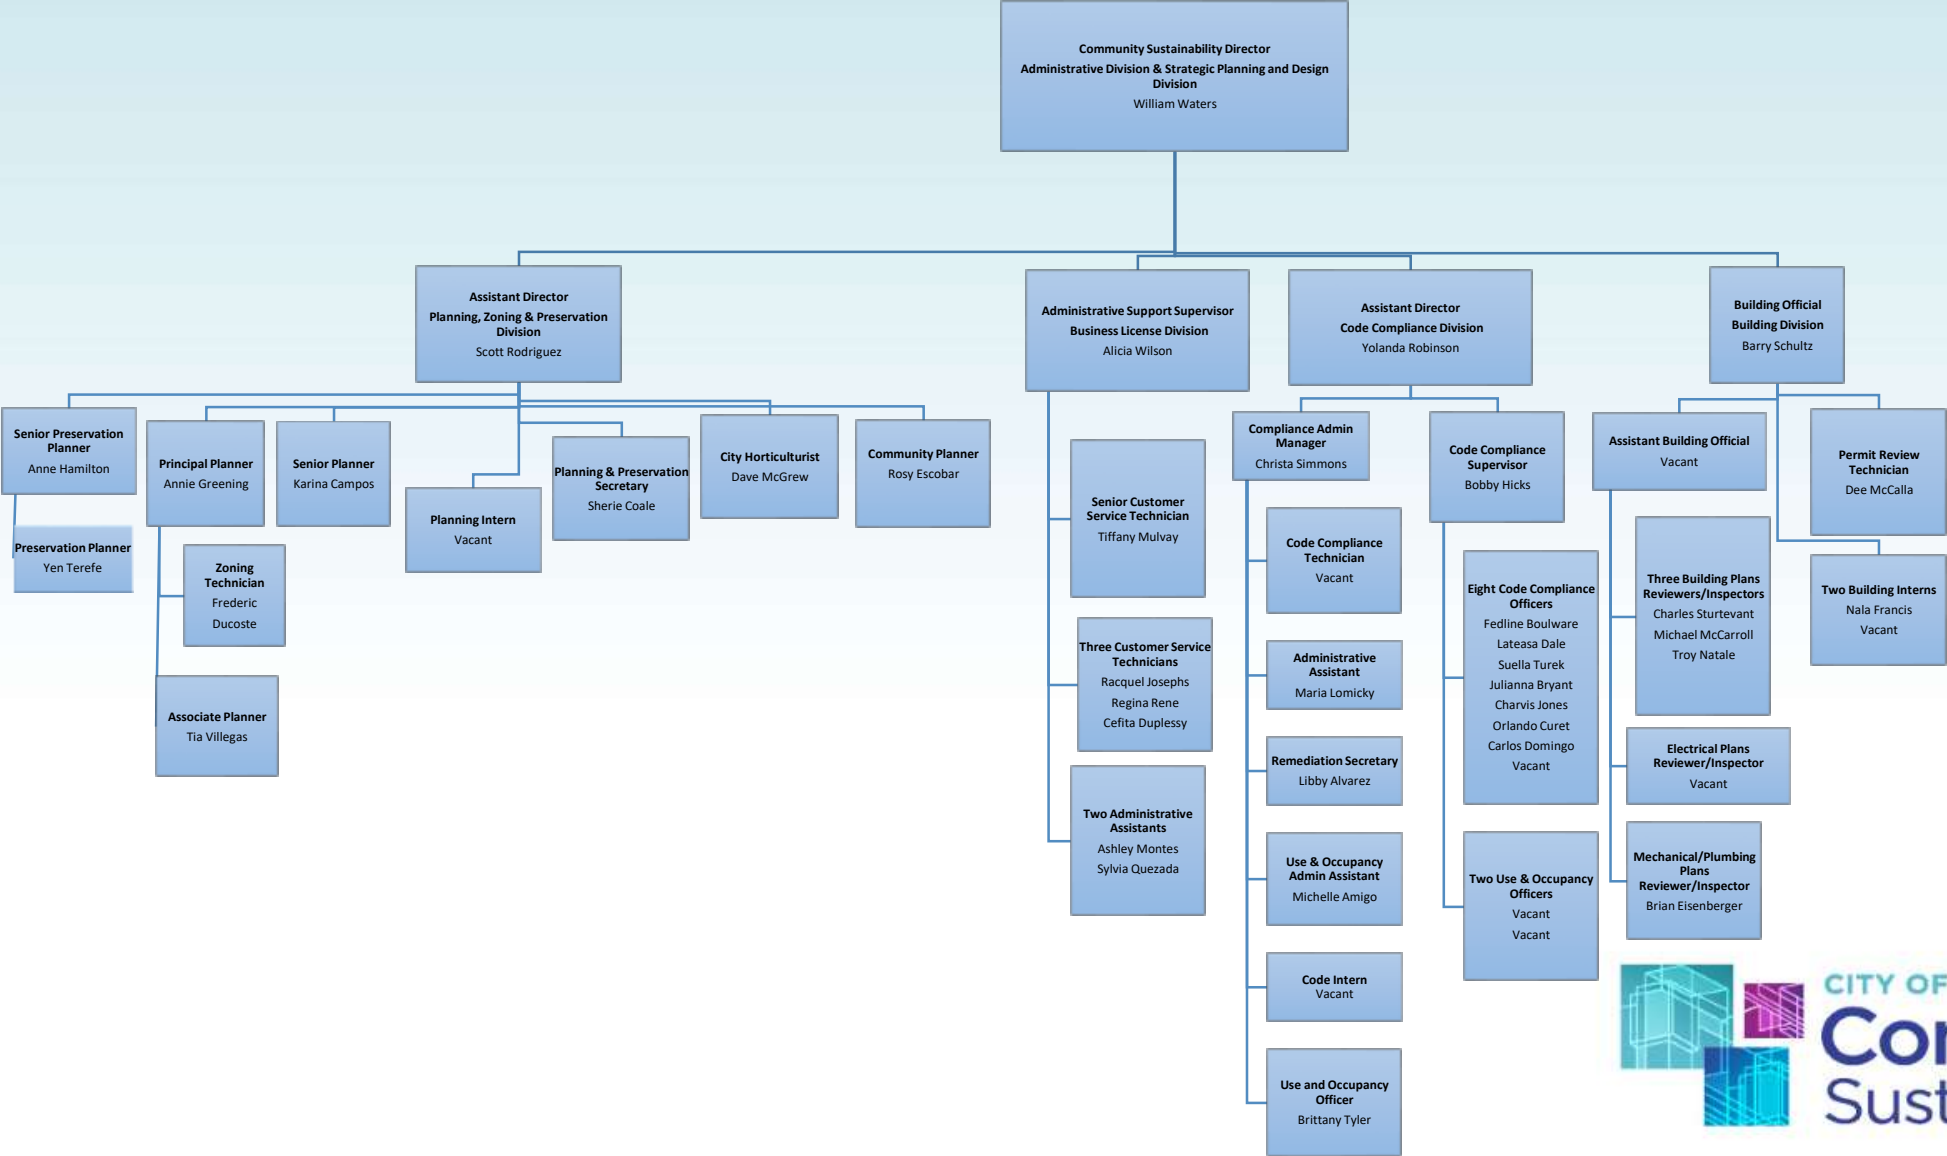 Community Sustainability Director
Administrative Division & Strategic Planning and Design
Division
William Waters
Assistant Director
Planning, Zoning & Preservation
Division
Scott Rodriguez
Administrative Support Supervisor
Business License Division
Alicia Wilson
Assistant Director
Code Compliance Division
Yolanda Robinson
Building Official
Building Division
Barry Schultz
Senior Preservation
Planner
Anne Hamilton
Preservation Planner
Yen Terefe
Principal Planner
Annie Greening
Zoning
Technician
Frederic
Ducoste
Associate Planner
Tia Villegas
Senior Planner
Karina Campos
Planning Intern
Vacant
Planning & Preservation
Secretary
Sherie Coale
City Horticulturist
Dave McGrew
Community Planner
Rosy Escobar
Senior Customer
Service Technician
Tiffany Mulvay
Three Customer Service
Technicians
Racquel Josephs
Regina Rene
Cefita Duplessy
Two Administrative
Assistants
Ashley Montes
Sylvia Quezada
Compliance Admin
Manager
Christa Simmons
Code Compliance
Technician
Vacant
Administrative
Assistant
Maria Lomicky
Remediation Secretary
Libby Alvarez
Use & Occupancy
Admin Assistant
Michelle Amigo
Code Intern
Vacant
Use and Occupancy
Officer
Brittany Tyler
Code Compliance
Supervisor
Bobby Hicks
Eight Code Compliance
Officers
Fedline Boulware
Lateasa Dale
Suella Turek
Julianna Bryant
Charvis Jones
Orlando Curet
Carlos Domingo
Vacant
Two Use & Occupancy
Officers
Vacant
Vacant
Assistant Building Official
Vacant
Three Building Plans
Reviewers/Inspectors
Charles Sturtevant
Michael McCarroll
Troy Natale
Electrical Plans
Reviewer/Inspector
Vacant
Mechanical/Plumbing
Plans
Reviewer/Inspector
Brian Eisenberger
Permit Review
Technician
Dee McCalla
Two Building Interns
Nala Francis
Vacant
CITY OF